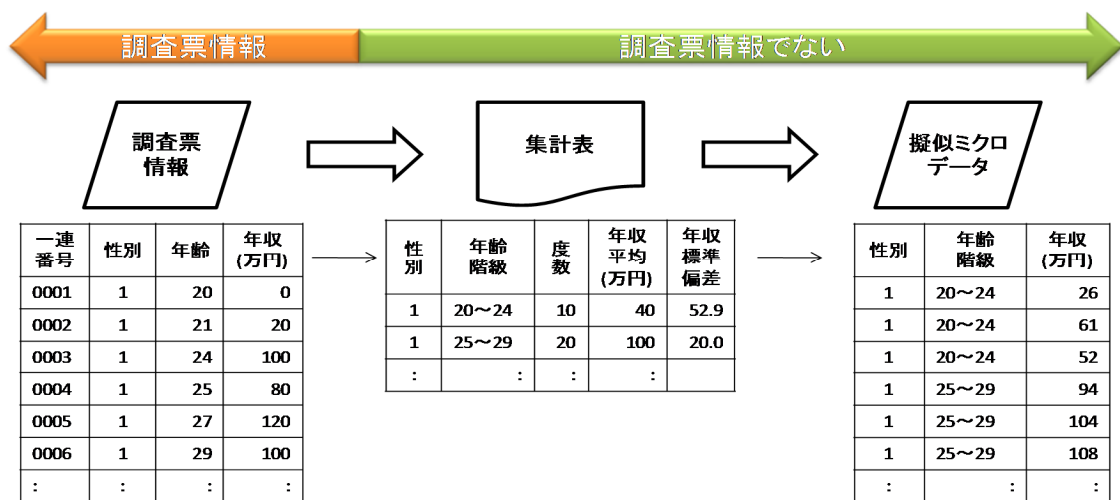 調査票情報
調査票情報でない
調査票
情報
集計表
擬似ミクロ
データ
一連
番号 性別 年齢 年収
(万円)
0001 1 20 0
0002 1 21 20
0003 1 24 100
0004 1 25 80
0005 1 27 120
0006 1 29 100
: : : :
性
別 年齢
階級 度
数 年収
平均
(万円) 年収
標準
偏差
1 20～24 10 40 52.9
1 25～29 20 100 20.0
: : : :
性別 年齢
階級 年収
(万円)
1 20～24 26
1 20～24 61
1 20～24 52
1 25～29 94
1 25～29 104
1 25～29 108
: : :